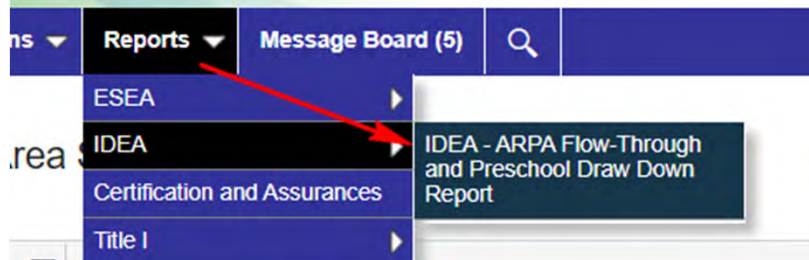 ns Reports Message Board (5)
ESEA
IDEA
IDEA - ARPA Flow-Through
and Preschool Draw Down
Report
rea
Certification and Assurances
Title I